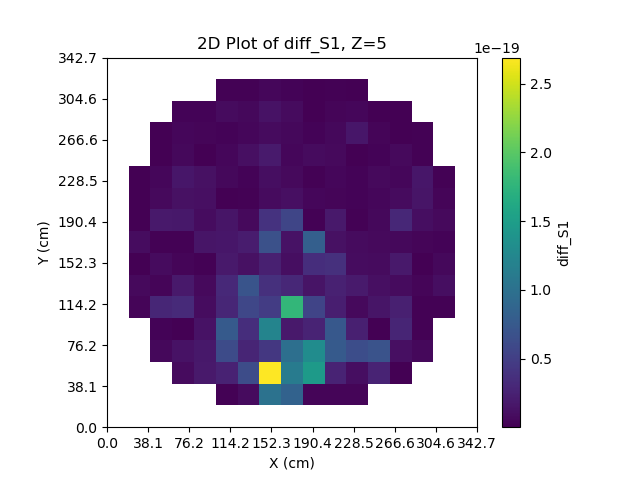 2D Plot of diff_S1, Z=5
1e−19
342.7
304.6
266.6
228.5
190.4
152.3
114.2
76.2
38.1
0.0
Y (cm)
0.0 38.1 76.2 114.2 152.3 190.4 228.5 266.6 304.6 342.7
X (cm)
2.5
2.0
1.5
1.0
0.5
diff_S1